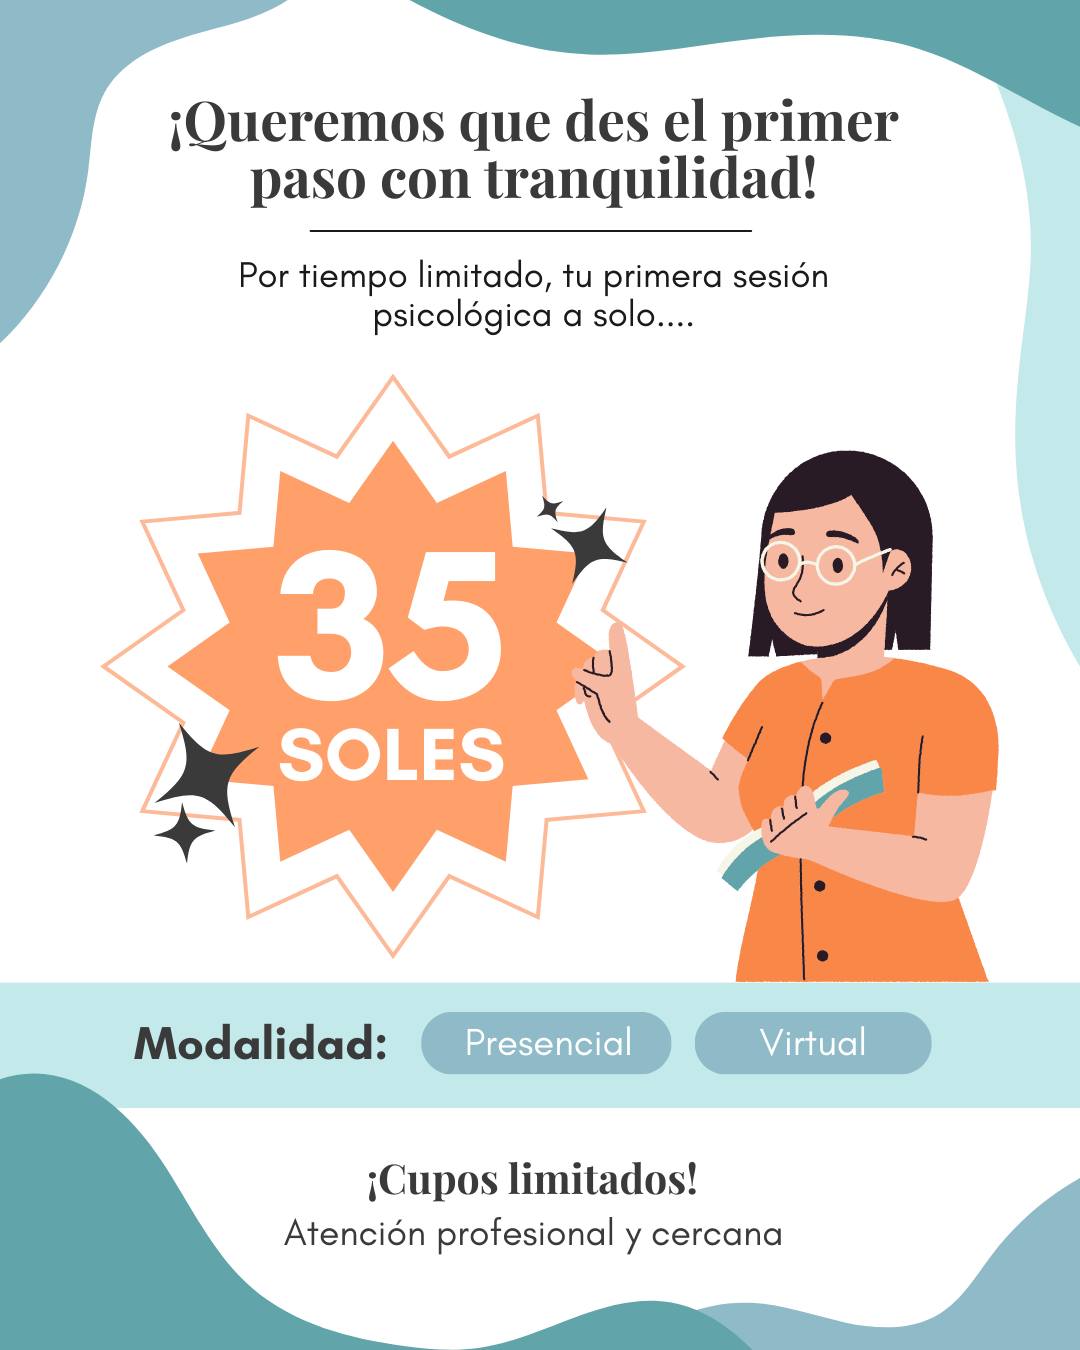 ¡Queremos que des el primer
paso con tranquilidad!
Por tiempo limitado, tu primera sesión
psicológica a solo....
35
SOLES
Modalidad:
Presencial
Virtual
¡Cupos limitados!
Atención profesional y cercana